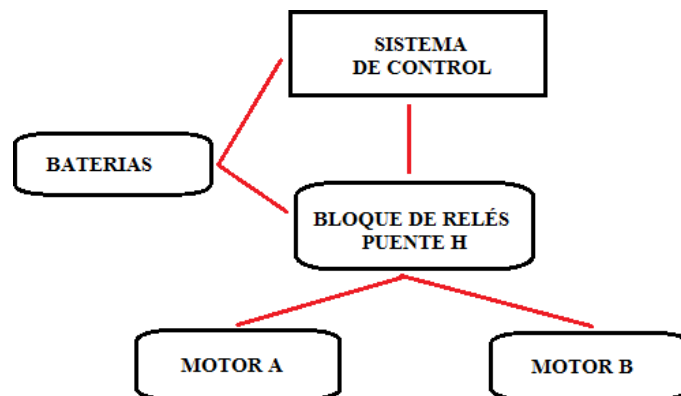 SISTEMA
DE CONTROL
BATERIAS
BLOQUE DE RELÉS
PUENTE H
MOTOR A
MOTOR B